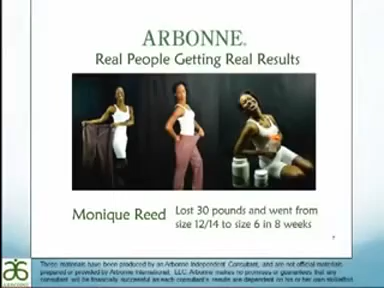 ARBONNE®
Real People Getting Real Results
Monique Reed
Lost 30 pounds and went from
size 12/14 to size 6 in 8 weeks
These materials have been produced by an Arbonne Independent Consultant, and are not official materials
prepared or provided by Arbonne International, LLC. Arbonne makes no promises or guarantees that any
consultant will be financially successful as each consultant's results are dependent on his or her own
ARBONNE